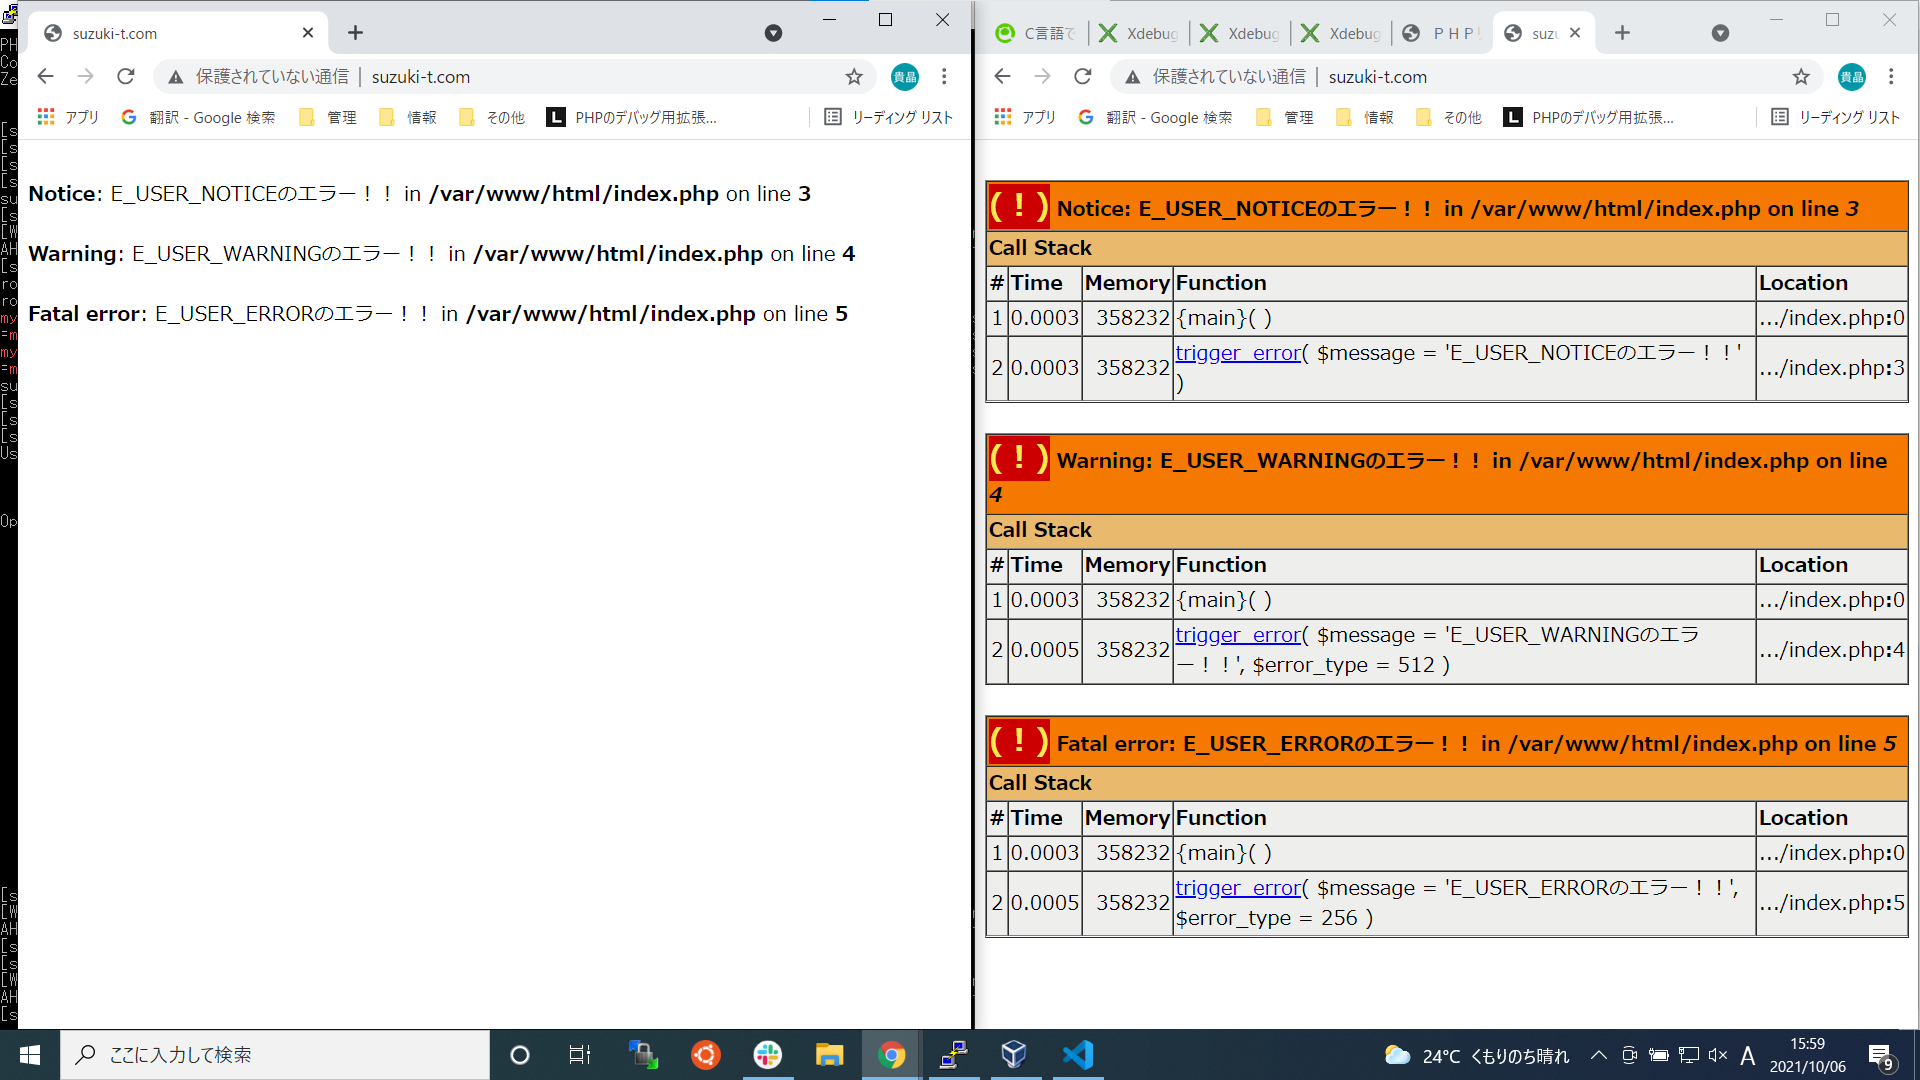 suzuki-t.com
保護されていない通信 | suzuki-t.com
貴晶
アプリ 翻訳 - Google 検索 管理 情報 その他 PHPのデバッグ用拡張... リーディング リスト
Notice: E_USER_NOTICEのエラー！！ in /var/www/html/index.php on line 3
Warning: E_USER_WARNINGのエラー！！ in /var/www/html/index.php on line 4
Fatal error: E_USER_ERRORのエラー！！ in /var/www/html/index.php on line 5
C言語で Xdebug Xdebug Xdebug ＰＨＰ suzu
保護されていない通信 | suzuki-t.com
貴晶
アプリ 翻訳 - Google 検索 管理 情報 その他 PHPのデバッグ用拡張... リーディング リスト
( ! ) Notice: E_USER_NOTICEのエラー！！ in /var/www/html/index.php on line 3
Call Stack
# Time Memory Function Location
1 0.0003 358232 {main}( ) .../index.php:0
2 0.0003 358232 trigger_error( $message = 'E_USER_NOTICEのエラー！！'
) .../index.php:3
( ! ) Warning: E_USER_WARNINGのエラー！！ in /var/www/html/index.php on line
4
Call Stack
# Time Memory Function Location
1 0.0003 358232 {main}( ) .../index.php:0
2 0.0005 358232 trigger_error( $message = 'E_USER_WARNINGのエラ
ー！！', $error_type = 512 ) .../index.php:4
( ! ) Fatal error: E_USER_ERRORのエラー！！ in /var/www/html/index.php on line 5
Call Stack
# Time Memory Function Location
1 0.0003 358232 {main}( ) .../index.php:0
2 0.0005 358232 trigger_error( $message = 'E_USER_ERRORのエラー！！',
$error_type = 256 ) .../index.php:5
ここに入力して検索
24°C くもりのち晴れ A 15:59
2021/10/06
9